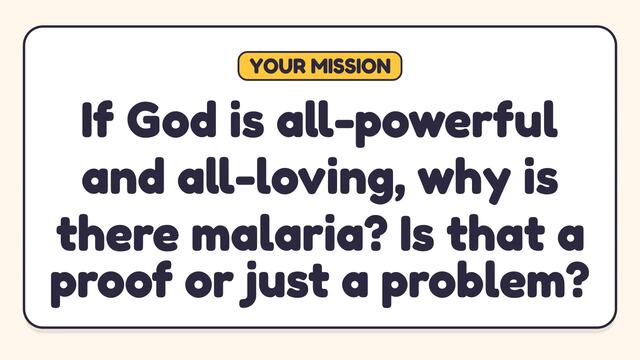 YOUR MISSION
If God is all-powerful
and all-loving, why is
there malaria? Is that a
proof or just a problem?